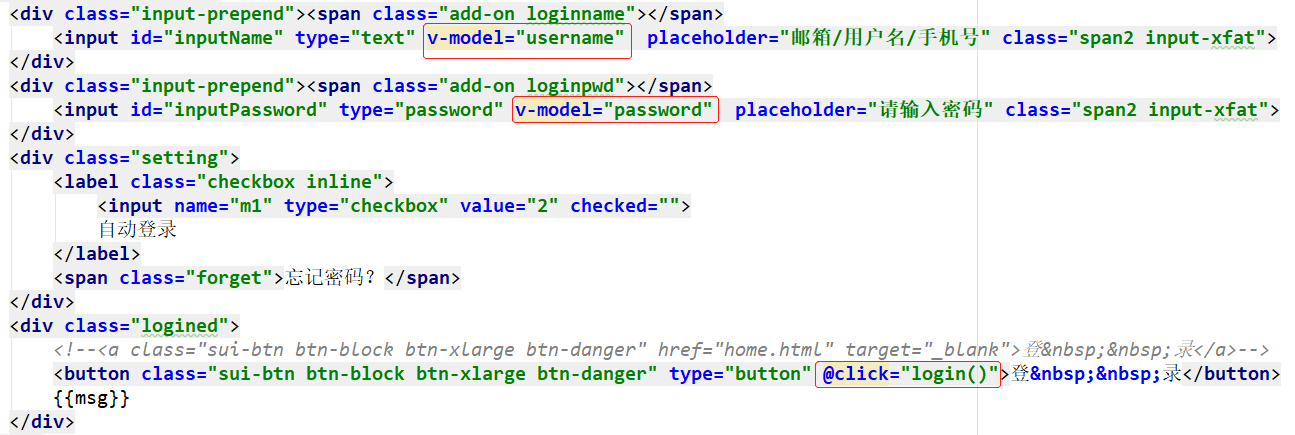 <div class="input-prepend"><span class="add-on loginname"></span>
<input id="inputName" type="text" v-model="username" placeholder="邮箱/用户名/手机号" class="span2 input-xfat">
</div>
<div class="input-prepend"><span class="add-on loginpwd"></span>
<input id="inputPassword" type="password" v-model="password" placeholder="请输入密码" class="span2 input-xfat">
</div>
<div class="setting">
<label class="checkbox inline">
<input name="m1" type="checkbox" value="2" checked="">
自动登录
</label>
<span class="forget">忘记密码？</span>
</div>
<div class="logined">
<!--<a class="sui-btn btn-block btn-xlarge btn-danger" href="home.html" target="_blank">登&nbsp;&nbsp;录</a>-->
<button class="sui-btn btn-block btn-xlarge btn-danger" type="button" @click="login()">登&nbsp;&nbsp;录</button>
{{msg}}
</div>